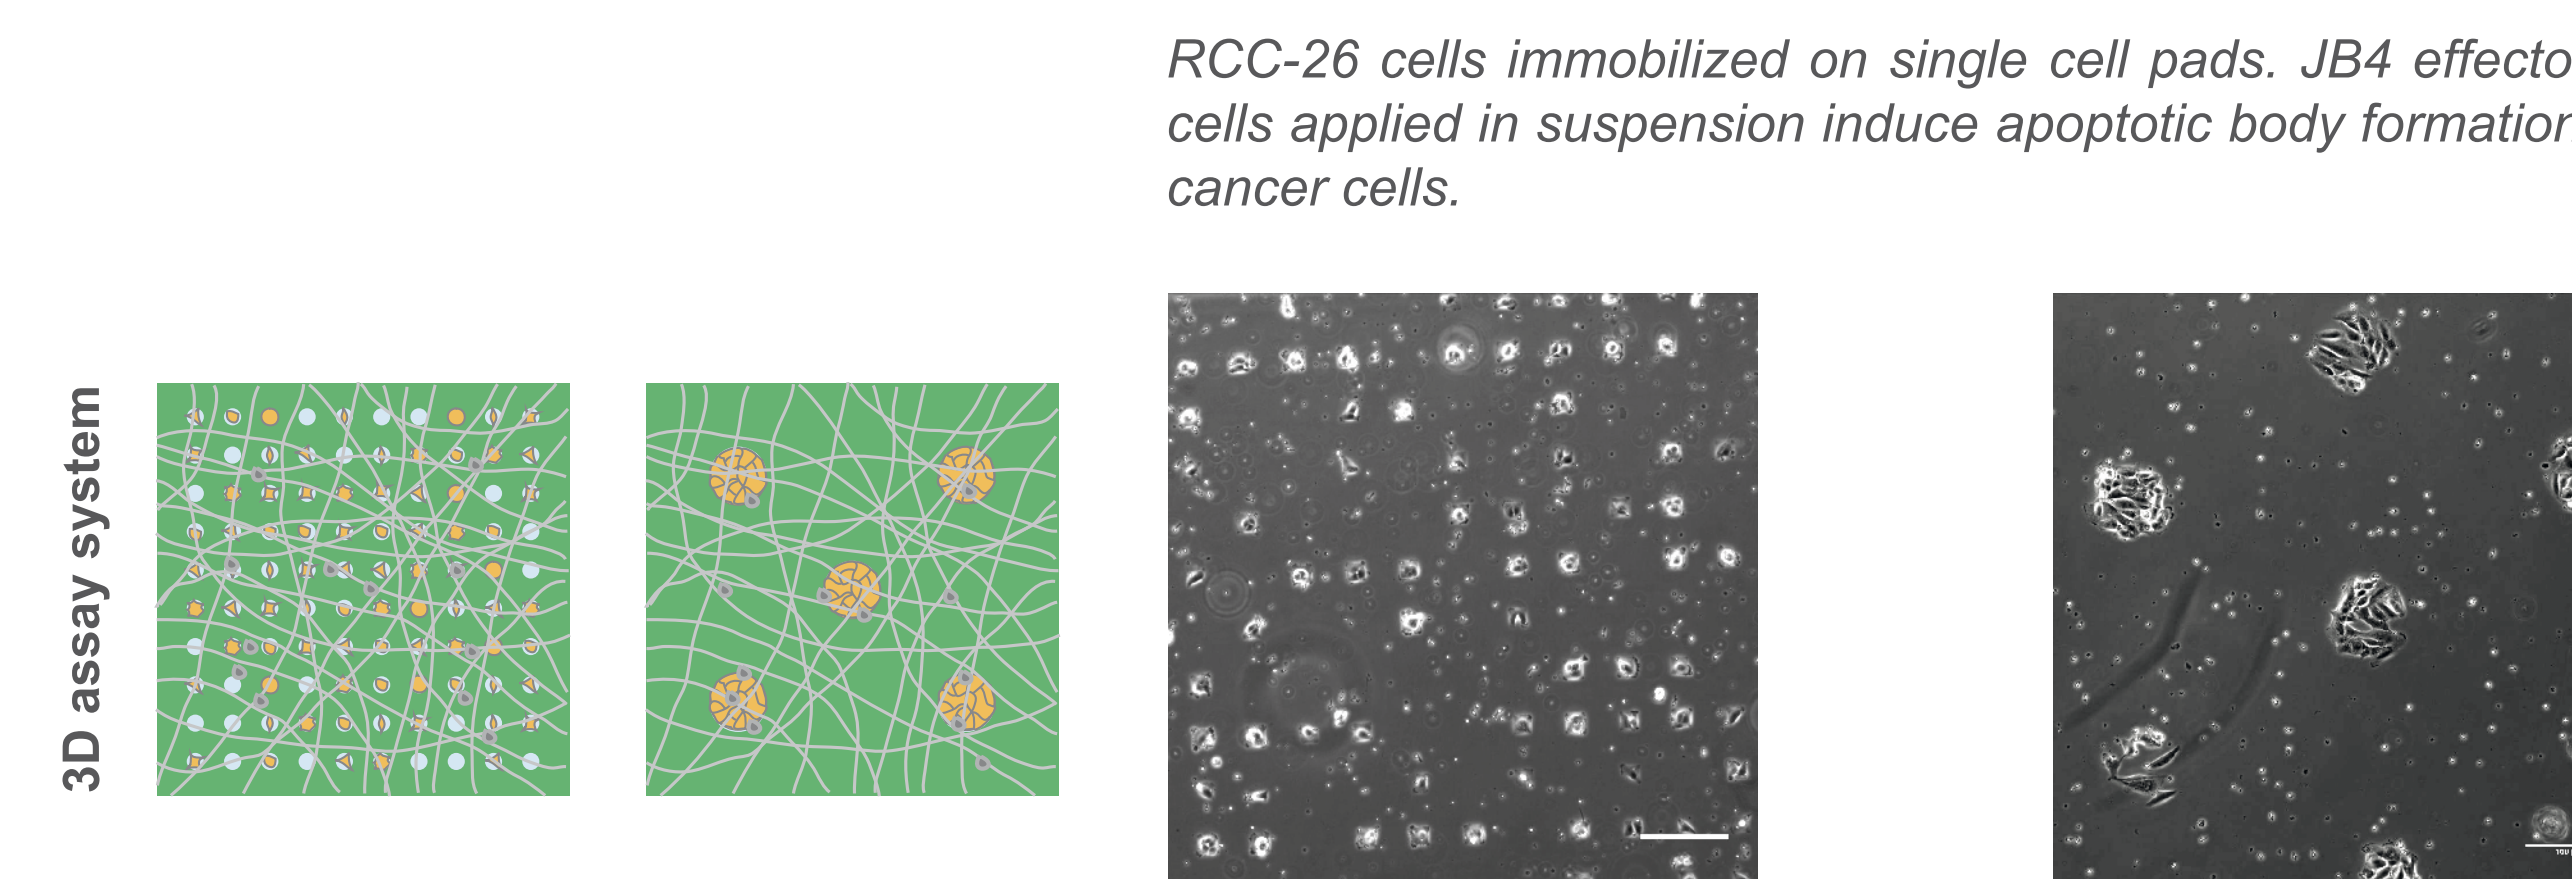 RCC-26 cells immobilized on single cell pads. JB4 effecto
cells applied in suspension induce apoptotic body formation
cancer cells.
3D assay system